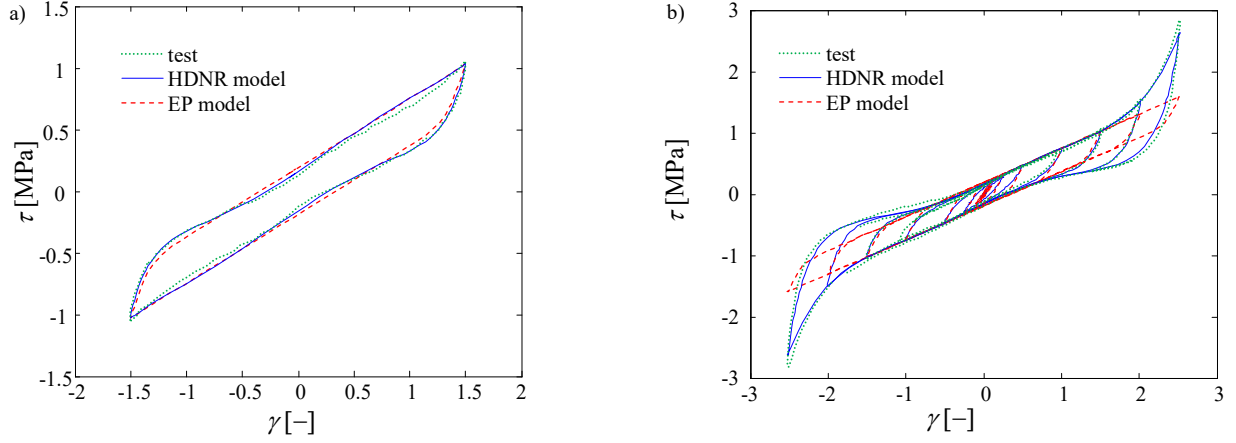 a)
1.5
1
0.5
0
-0.5
-1
-1.5
τ [MPa]
test
HDNR model
EP model
-2 -1.5 -1 -0.5 0 0.5 1 1.5 2
γ [–]
b)
3
2
1
0
-1
-2
-3
τ [MPa]
test
HDNR model
EP model
-3 -2 -1 0 1 2 3
γ [–]